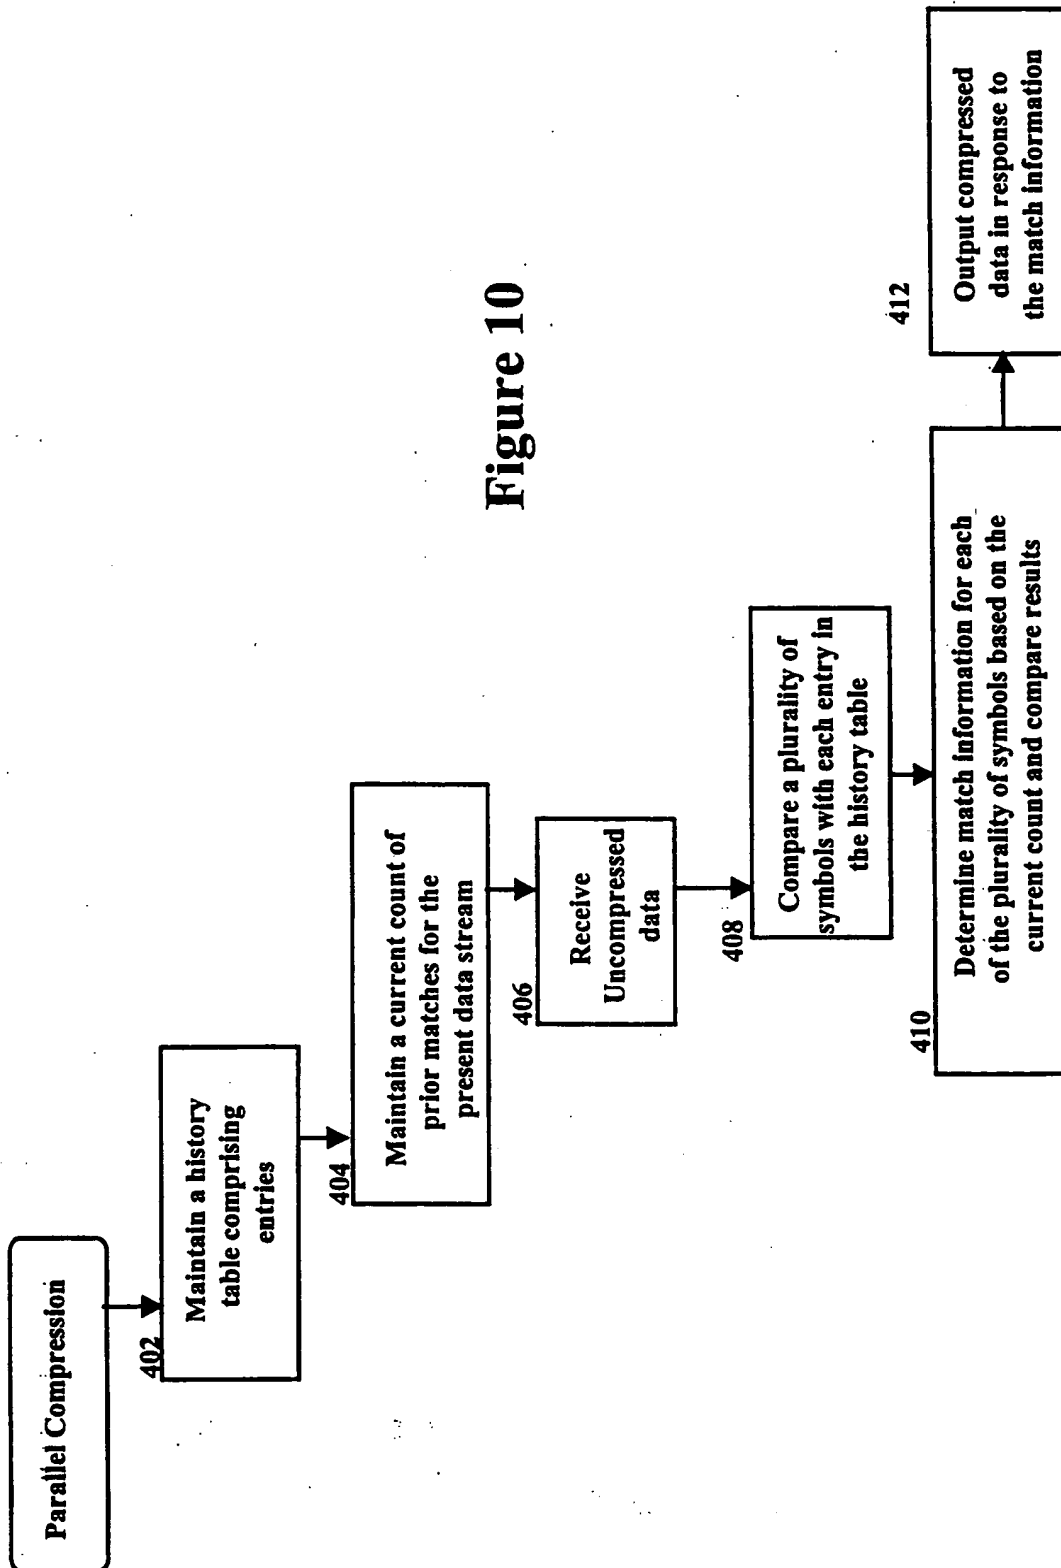 Parallel Compression
402
Maintain a history
table comprising
entries
404
Maintain a current count of
prior matches for the
present data stream
406
Receive
Uncompressed
data
408
Compare a plurality of
symbols with each entry in
the history table
410
Determine match information for each
of the plurality of symbols based on the
current count and compare results
412
Output compressed
data in response to
the match information
Figure 10